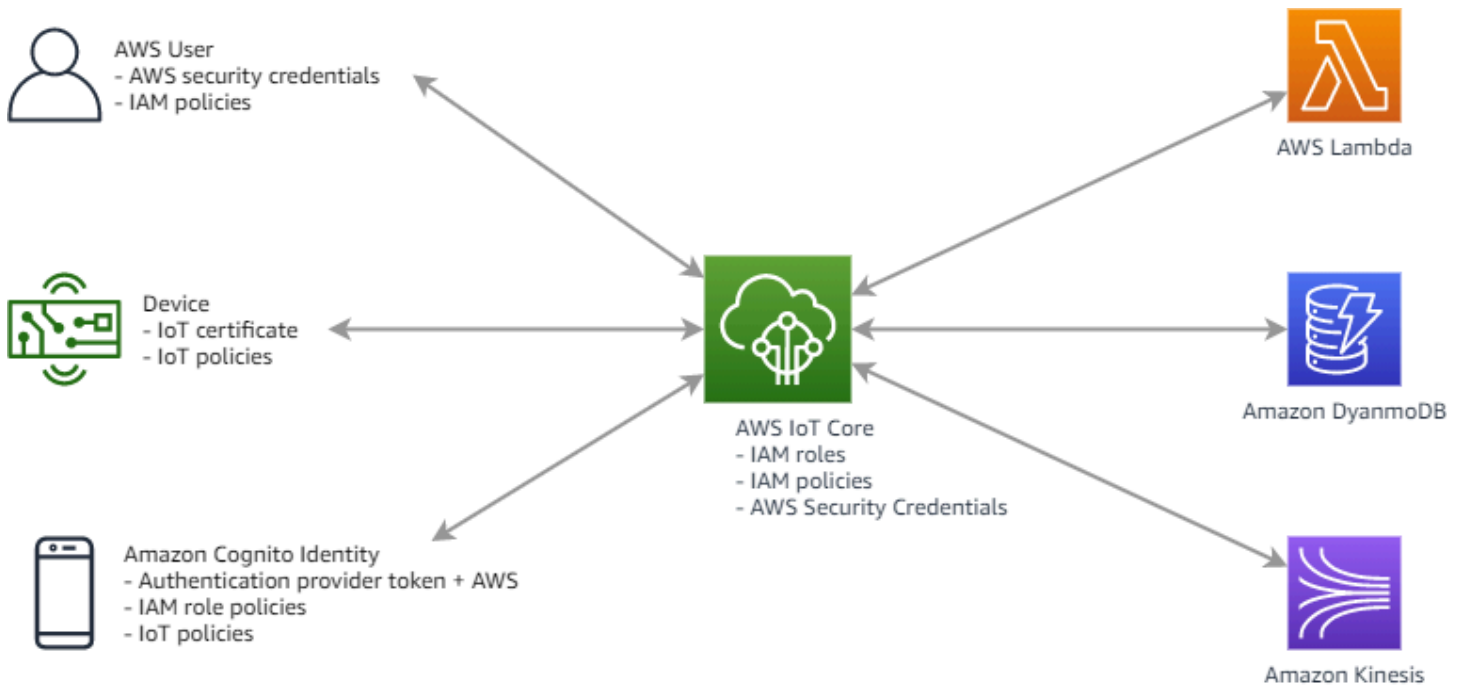 AWS User
- AWS security credentials
- IAM policies
AWS Lambda
Device
- IoT certificate
- IoT policies
Amazon DyanmoDB
AWS IoT Core
- IAM roles
- IAM policies
- AWS Security Credentials
Amazon Cognito Identity
- Authentication provider token + AWS
- IAM role policies
- IoT policies
Amazon Kinesis